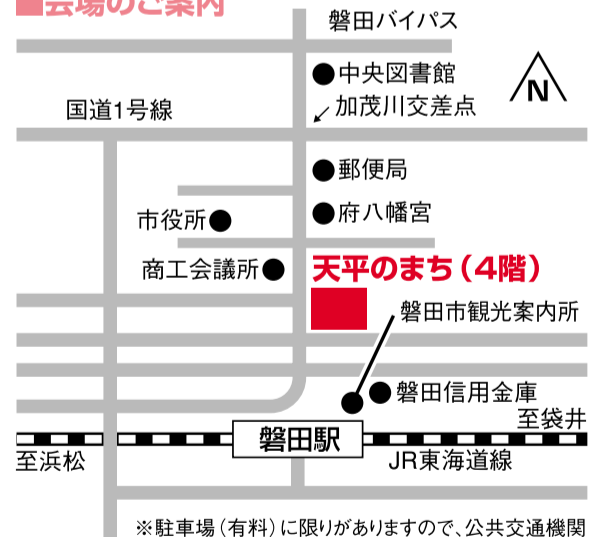 ■会場のご案内
磐田バイパス
●中央図書館
N
国道1号線
加茂川交差点
●郵便局
市役所●
●府八幡宮
商工会議所●
天平のまち（4階）
磐田市観光案内所
●磐田信用金庫
至袋井
磐田駅
至浜松
JR東海道線
※駐車場（有料）に限りがありますので、公共交通機関